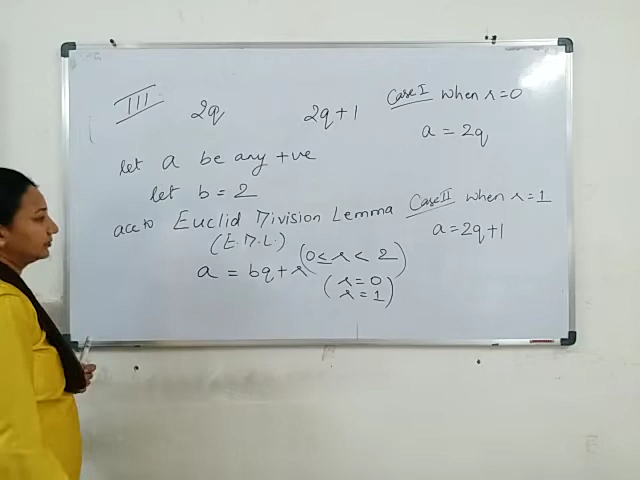 III 2q 2q+1
let a be any +ve
let b = 2
acc to Euclid Division Lemma
(E.D.L.)
a = bq + r (0 ≤ r < 2)
(r = 0
r = 1)
Case I When r = 0
a = 2q
Case II when r = 1
a = 2q+1